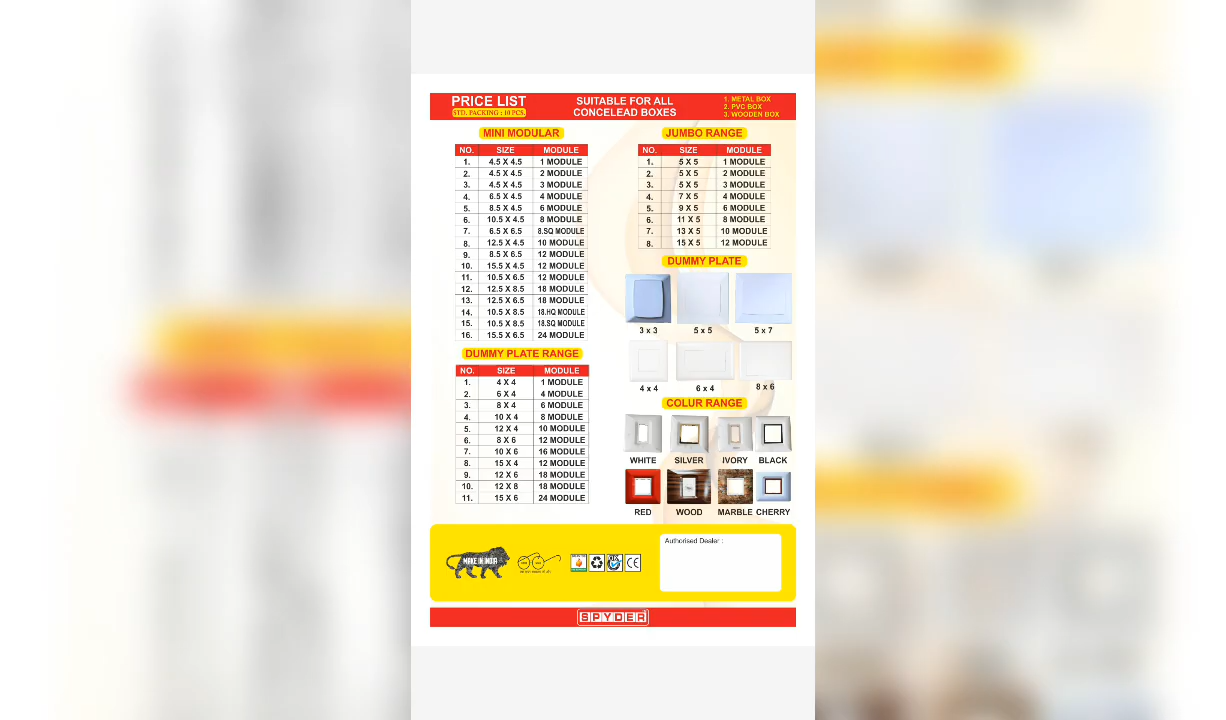 PRICE LIST
STD. PACKING : 10 PCS.
SUITABLE FOR ALL
CONCELEAD BOXES
1. METAL BOX
2. PVC BOX
3. WOODEN BOX
MINI MODULAR
NO. SIZE MODULE
1. 4.5 X 4.5 1 MODULE
2. 4.5 X 4.5 2 MODULE
3. 4.5 X 4.5 3 MODULE
4. 6.5 X 4.5 4 MODULE
5. 8.5 X 4.5 6 MODULE
6. 10.5 X 4.5 8 MODULE
7. 6.5 X 6.5 8.SQ MODULE
8. 12.5 X 4.5 10 MODULE
9. 8.5 X 6.5 12 MODULE
10. 15.5 X 4.5 12 MODULE
11. 10.5 X 6.5 12 MODULE
12. 12.5 X 8.5 18 MODULE
13. 12.5 X 6.5 18 MODULE
14. 10.5 X 8.5 18.HQ MODULE
15. 10.5 X 8.5 18.SQ MODULE
16. 15.5 X 6.5 24 MODULE
DUMMY PLATE RANGE
NO. SIZE MODULE
1. 4 X 4 1 MODULE
2. 6 X 4 4 MODULE
3. 8 X 4 6 MODULE
4. 10 X 4 8 MODULE
5. 12 X 4 10 MODULE
6. 8 X 6 12 MODULE
7. 10 X 6 16 MODULE
8. 15 X 4 12 MODULE
9. 12 X 6 18 MODULE
10. 12 X 8 18 MODULE
11. 15 X 6 24 MODULE
JUMBO RANGE
NO. SIZE MODULE
1. 5 X 5 1 MODULE
2. 5 X 5 2 MODULE
3. 5 X 5 3 MODULE
4. 7 X 5 4 MODULE
5. 9 X 5 6 MODULE
6. 11 X 5 8 MODULE
7. 13 X 5 10 MODULE
8. 15 X 5 12 MODULE
DUMMY PLATE
3 x 3 5 x 5 5 x 7
4 x 4 6 x 4 8 x 6
COLUR RANGE
WHITE SILVER IVORY BLACK
RED WOOD MARBLE CHERRY
MAKE IN INDIA
CE
Authorised Dealer :
SPYDER